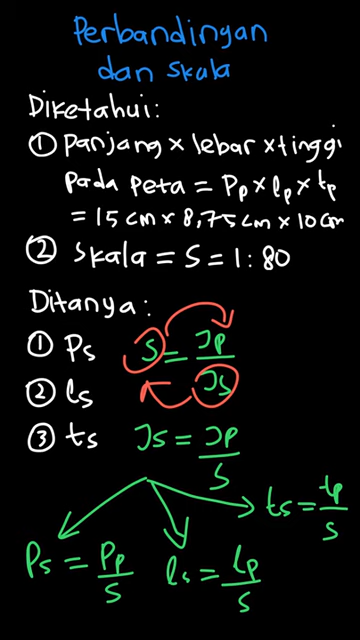 Perbandingan
dan skala
Diketahui:
① panjang x lebar x tinggi
pada peta = Pp x lp x tp
= 15 cm x 8,75 cm x 10 cm
② skala = S = 1 : 80
Ditanya:
① Ps
② ls
③ ts
S = Jp/Js
Js = Jp/S
ts = tp/S
Ps = Pp/S
ls = lp/S